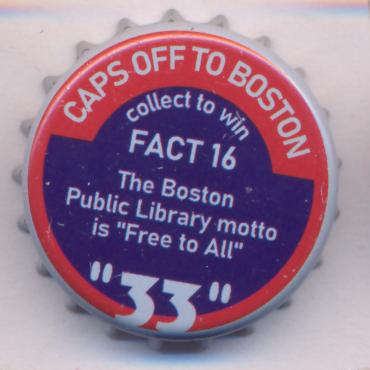 CAPS OFF TO BOSTON
collect to win
FACT 16
The Boston
Public Library motto
is "Free to All"
"33"